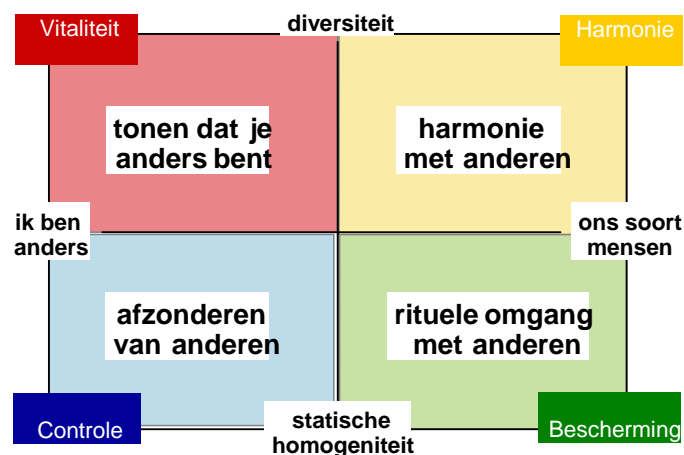 diversiteit
Vitaliteit
Harmonie
tonen dat je
anders bent
harmonie
met anderen
ik ben
anders
ons soort
mensen
afzonderen
van anderen
rituele omgang
met anderen
Controle
statische
homogeniteit
Bescherming